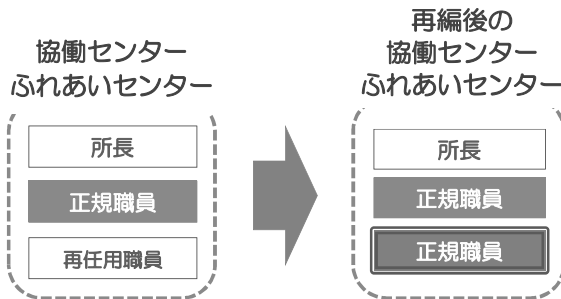 協働センター
ふれあいセンター
所長
正規職員
再任用職員
再編後の
協働センター
ふれあいセンター
所長
正規職員
正規職員